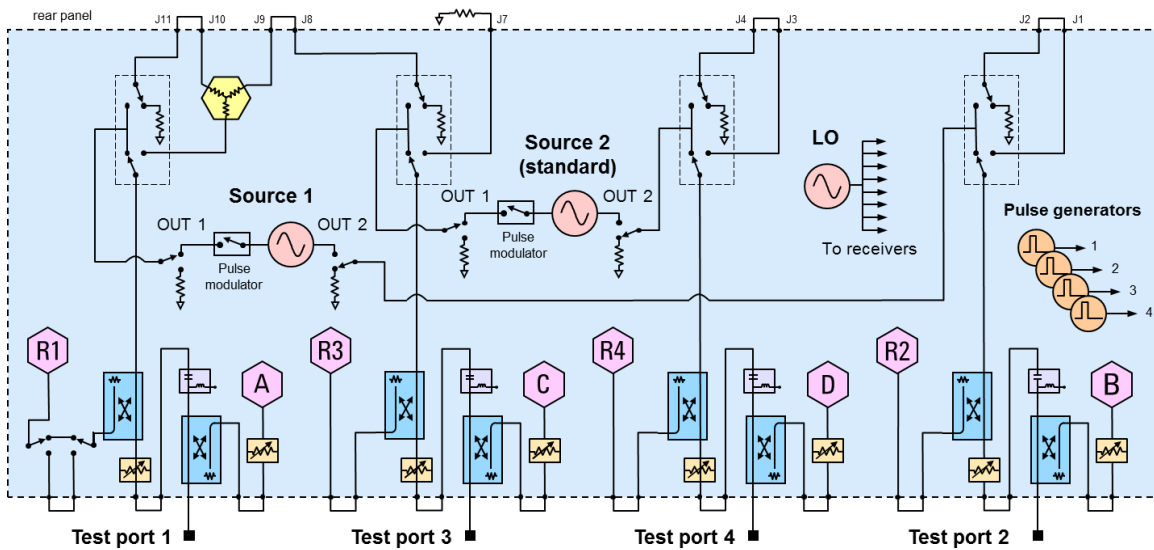 rear panel
J11 J10 J9 J8 J7 J4 J3 J2 J1
Source 2
(standard)
LO
Source 1
OUT 1
OUT 2
OUT 1
OUT 2
Pulse
modulator
Pulse
modulator
To receivers
Pulse generators
1
2
3
4
R1
A
R3
C
R4
D
R2
B
Test port 1
Test port 3
Test port 4
Test port 2